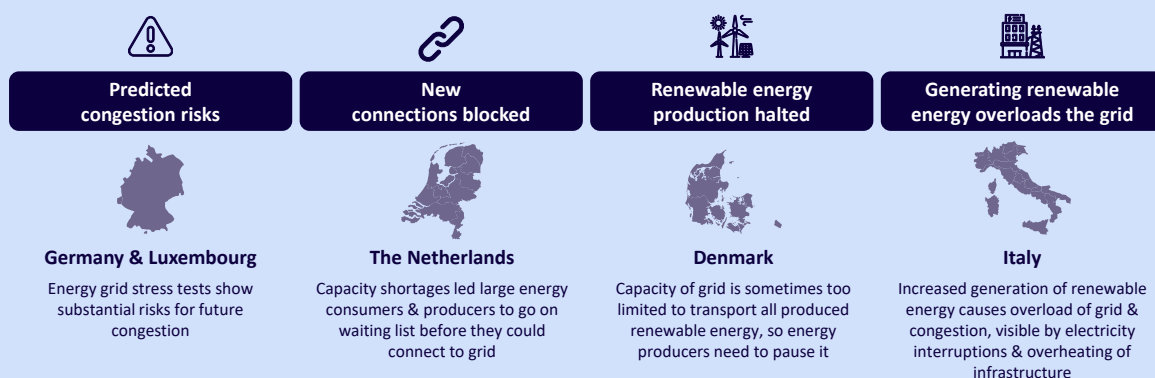 Predicted
congestion risks
Germany & Luxembourg
Energy grid stress tests show
substantial risks for future
congestion
New
connections blocked
The Netherlands
Capacity shortages led large energy
consumers & producers to go on
waiting list before they could
connect to grid
Renewable energy
production halted
Denmark
Capacity of grid is sometimes too
limited to transport all produced
renewable energy, so energy
producers need to pause it
Generating renewable
energy overloads the grid
Italy
Increased generation of renewable
energy causes overload of grid &
congestion, visible by electricity
interruptions & overheating of
infrastructure